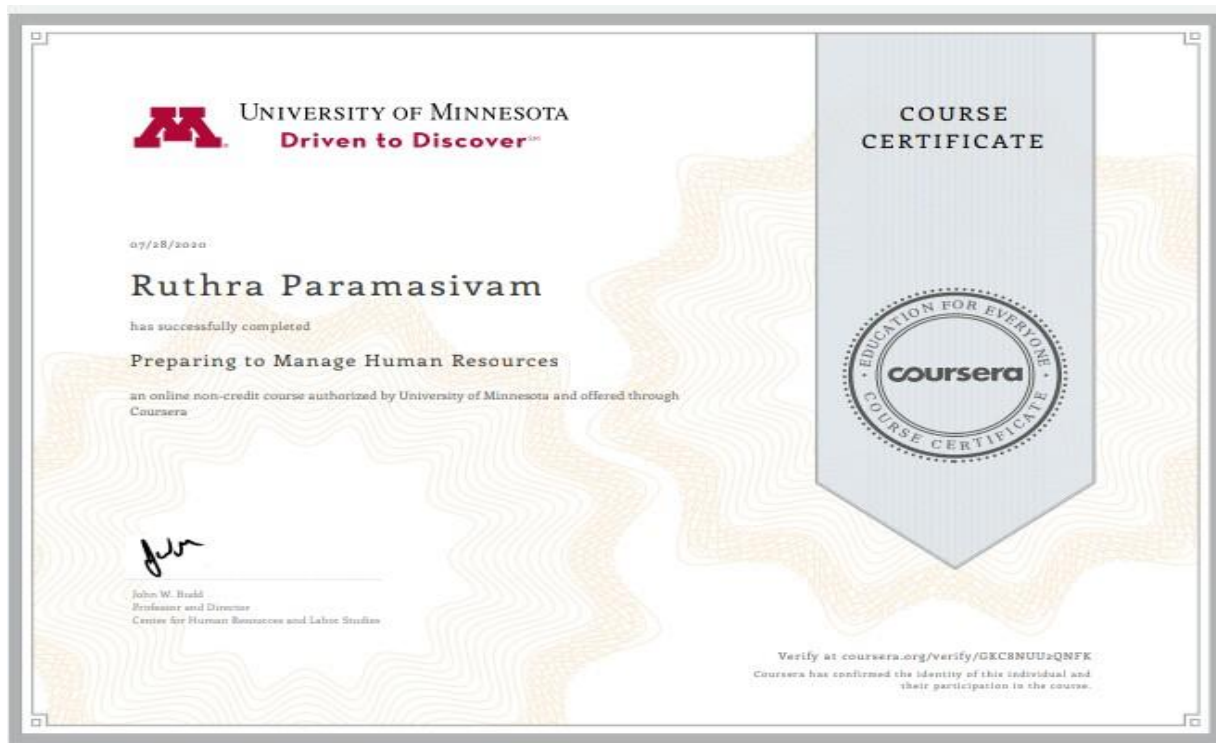 UNIVERSITY OF MINNESOTA
Driven to Discover℠
COURSE
CERTIFICATE
07/28/2020
Ruthra Paramasivam
has successfully completed
Preparing to Manage Human Resources
an online non-credit course authorized by University of Minnesota and offered through
Coursera
EDUCATION FOR EVERYONE
coursera
COURSE CERTIFICATE
John W. Budd
Professor and Director
Center for Human Resources and Labor Studies
Verify at coursera.org/verify/GKC8NUU2QNFK
Coursera has confirmed the identity of this individual and
their participation in the course.